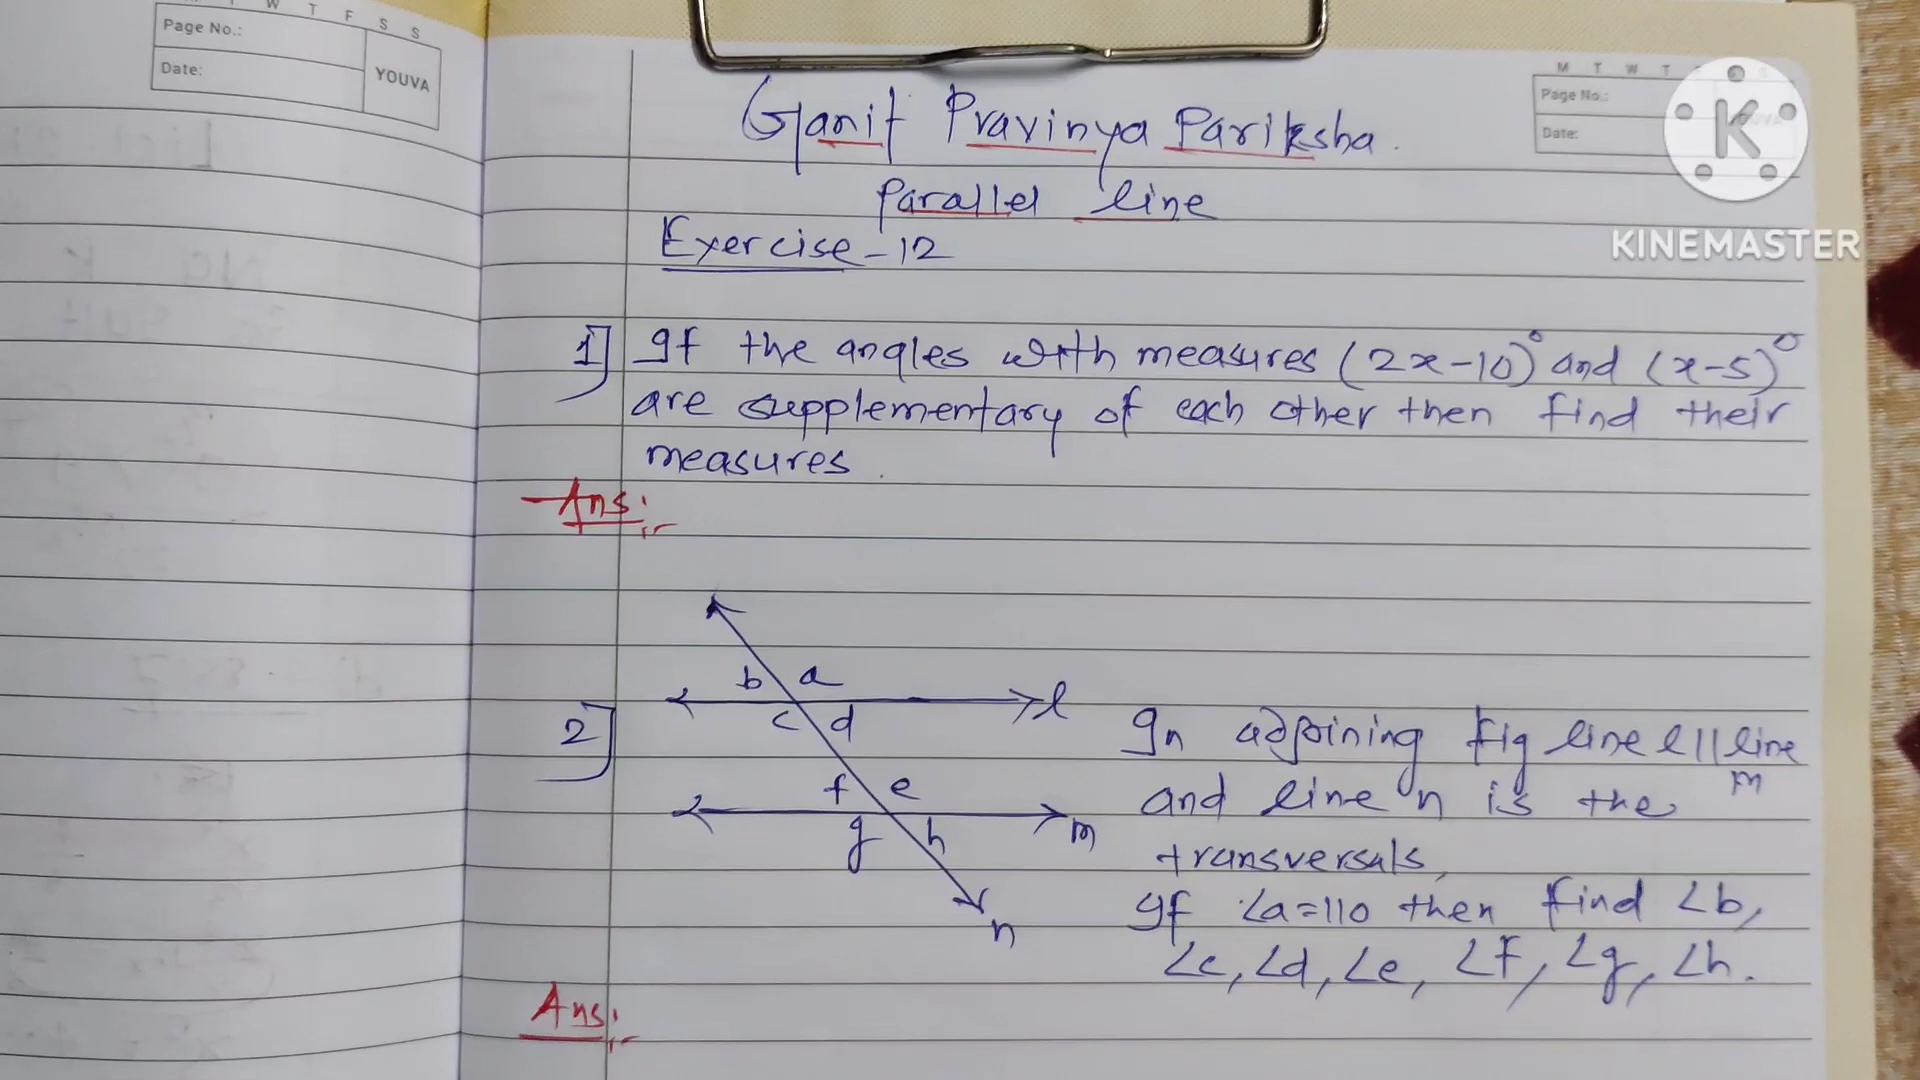 W T F S S
Page No.:
Date:
YOUVA
M T W T
Page No.:
Date:
K
KINEMASTER
Ganit Pravinya Pariksha.
Parallel line
Exercise-12
1] If the angles with measures (2x-10)° and (x-5)°
are supplementary of each other then find their
measures.
Ans:-
b a
l
c d
2]
f e
m
g h
n
In adjoining fig line l||line
m
and line n is the
transversals,
If ∠a=110 then find ∠b,
∠c, ∠d, ∠e, ∠f, ∠g, ∠h.
Ans:-